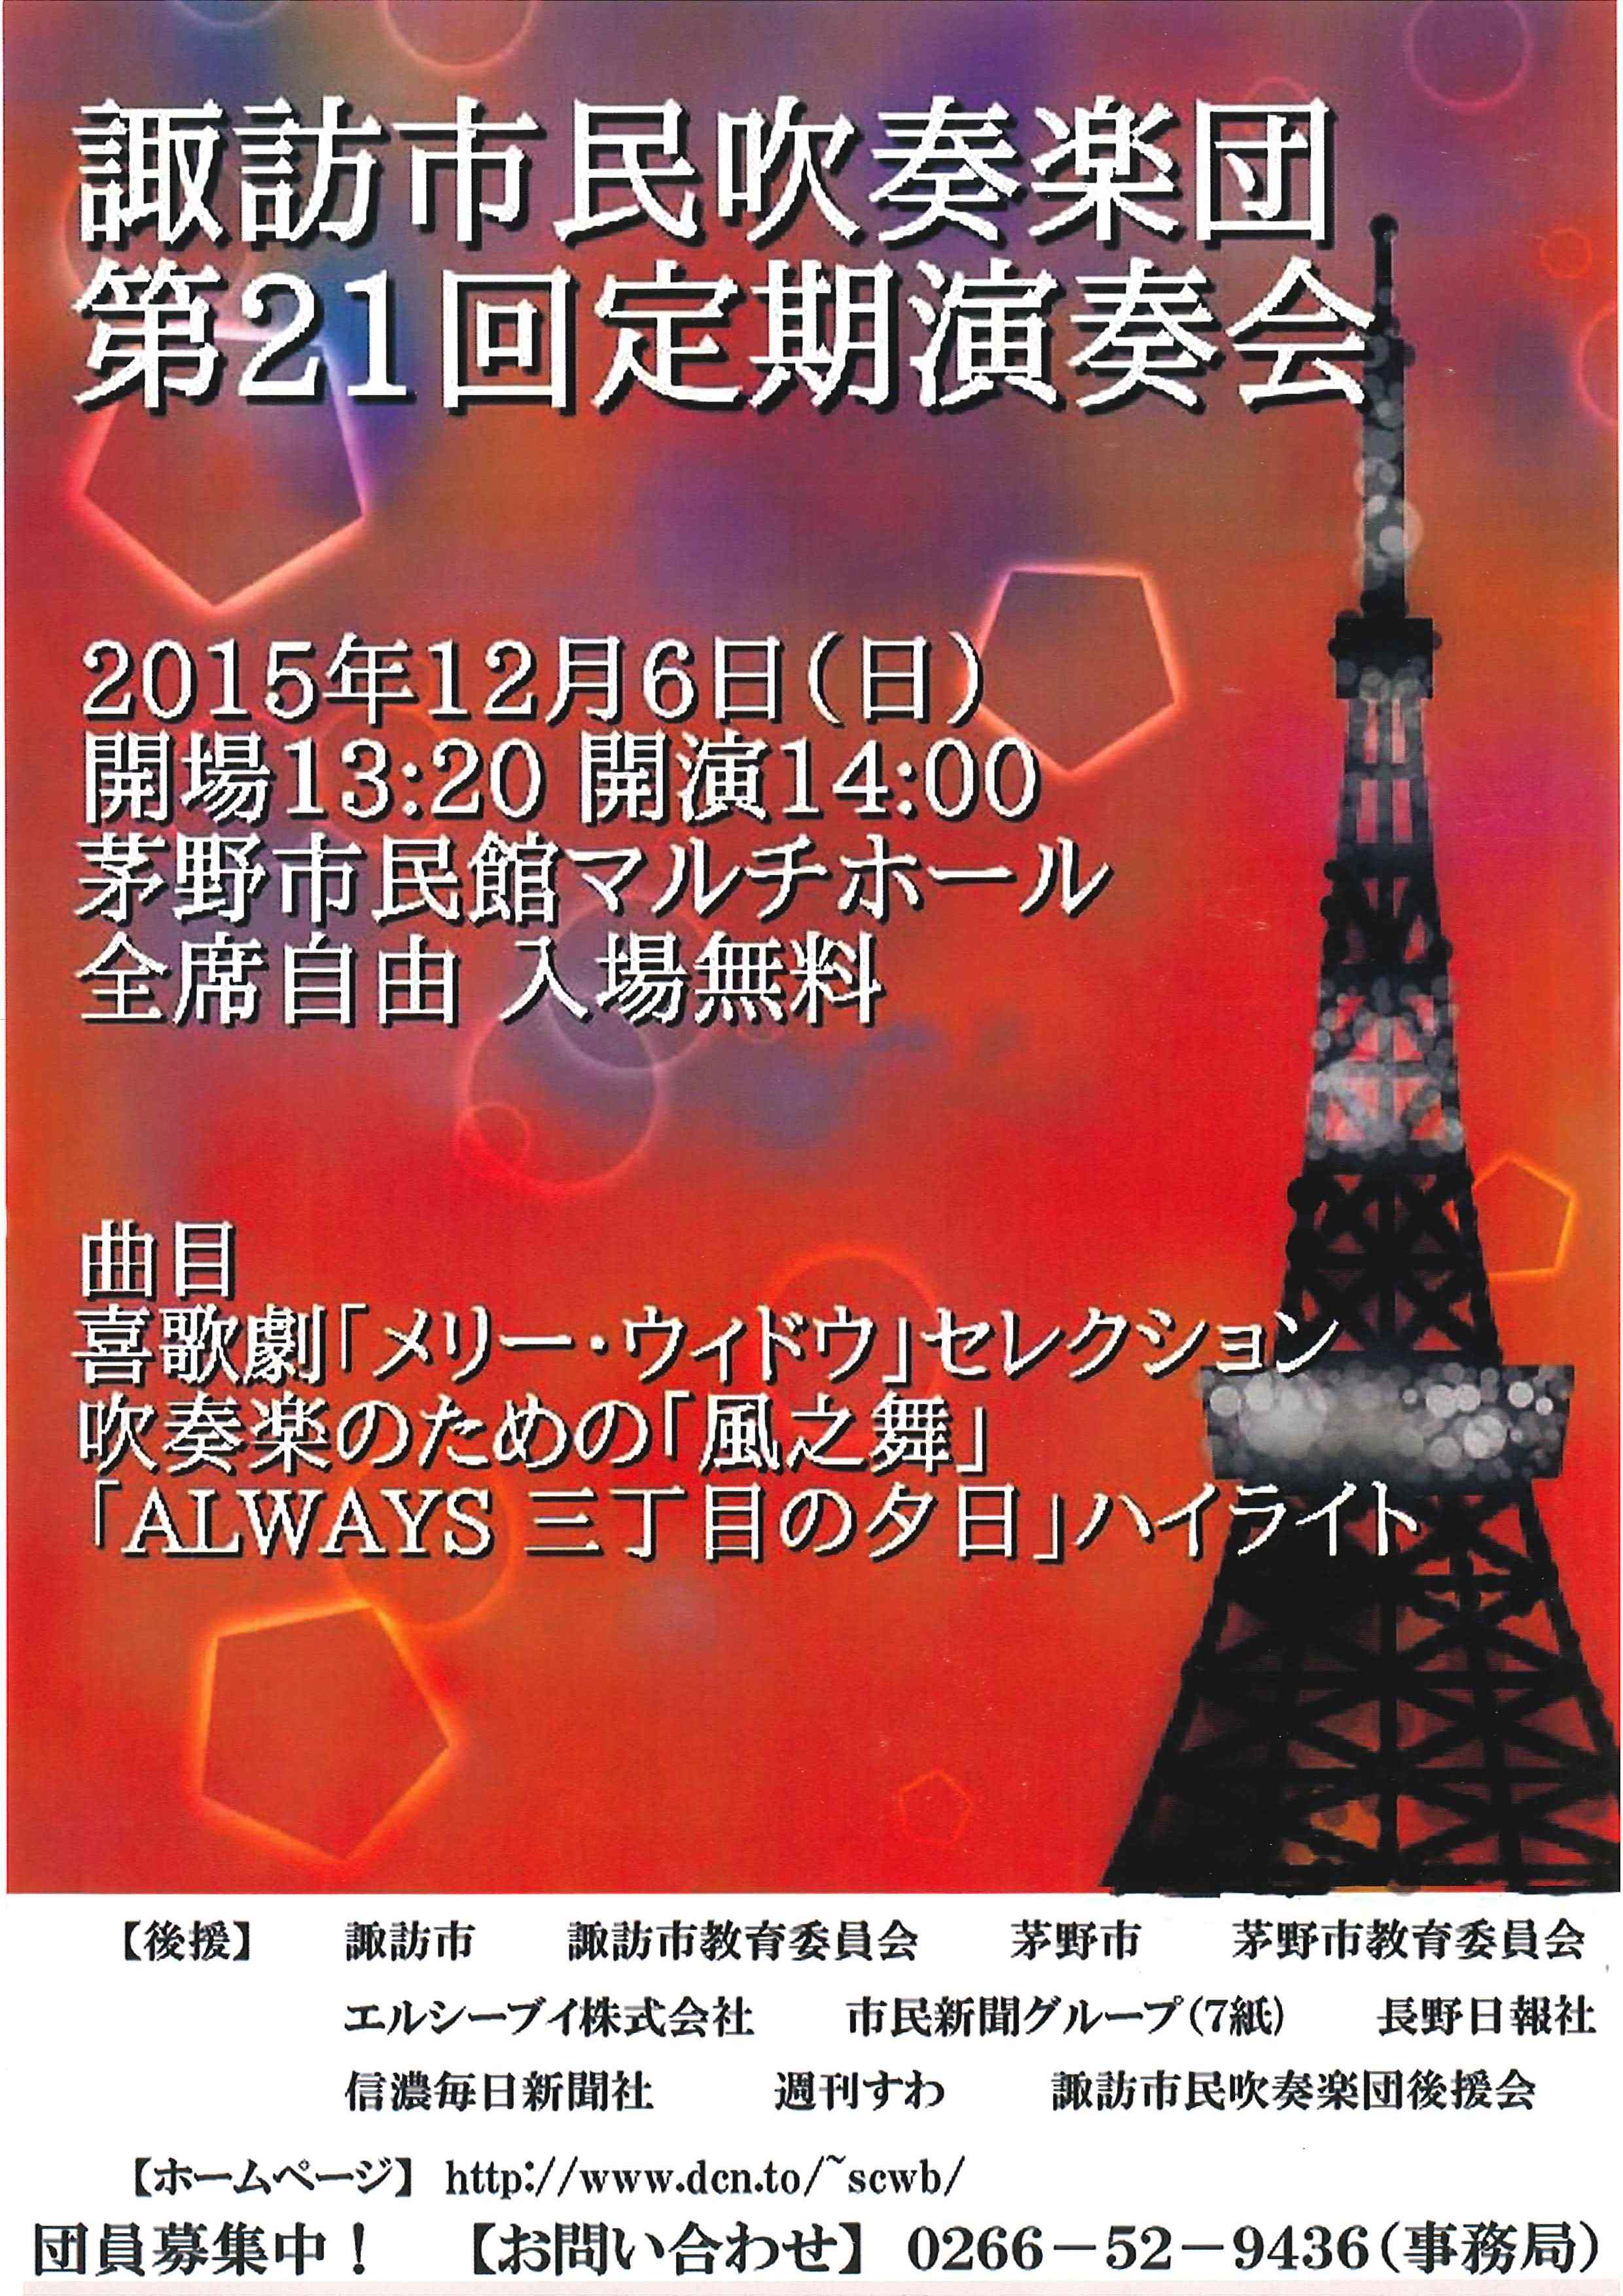 諏訪市民吹奏楽団
第21回定期演奏会
2015年12月6日(日)
開場13:20 開演14:00
茅野市民館マルチホール
全席自由 入場無料
曲目
喜歌劇「メリー・ウィドウ」セレクション
吹奏楽のための「風之舞」
「ALWAYS 三丁目の夕日」ハイライト
【後援】 諏訪市 諏訪市教育委員会 茅野市 茅野市教育委員会
エルシーブイ株式会社 市民新聞グループ(7紙) 長野日報社
信濃毎日新聞社 週刊すわ 諏訪市民吹奏楽団後援会
【ホームページ】 http://www.dcn.to/~scwb/
団員募集中! 【お問い合わせ】 0266-52-9436(事務局)